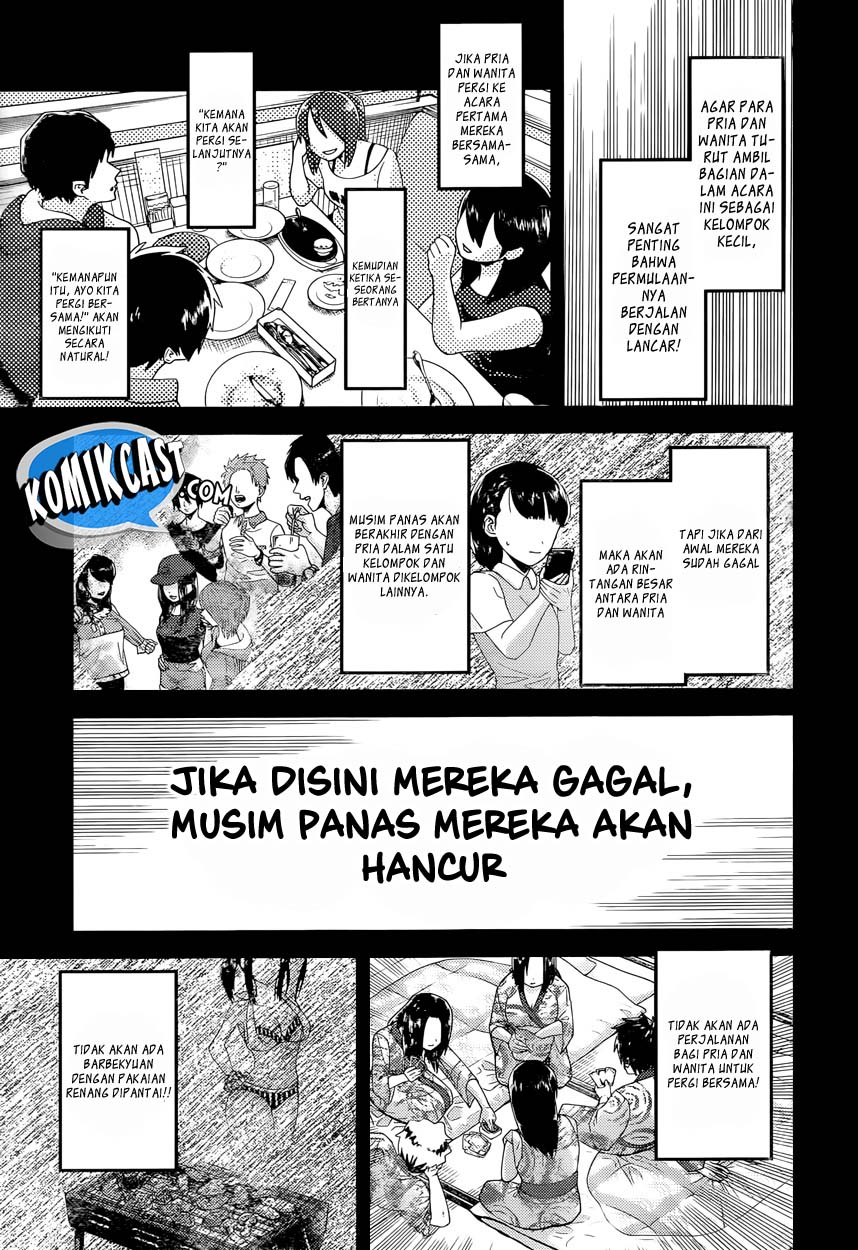 AGAR PARA
PRIA DAN
WANITA TU-
RUT AMBIL
BAGIAN DA-
LAM ACARA
INI SEBAGAI
KELOMPOK
KECIL,
SANGAT
PENTING
BAHWA
PERMULAAN-
NYA
BERJALAN
DENGAN
LANCAR!
JIKA PRIA
DAN WANITA
PERGI KE
ACARA
PERTAMA
MEREKA
BERSAMA-
SAMA,
KEMUDIAN
KETIKA SE-
SEORANG
BERTANYA
"KEMANA
KITA AKAN
PERGI SE-
LANJUTNYA
?"
"KEMANAPUN
ITU, AYO KITA
PERGI BER-
SAMA!" AKAN
MENGIKUTI
SECARA
NATURAL!
KOMIKCAST
.COM
TAPI JIKA DARI
AWAL MEREKA
SUDAH GAGAL
MAKA AKAN
ADA RIN-
TANGAN BESAR
ANTARA PRIA
DAN WANITA
MUSIM PANAS AKAN
BERAKHIR DENGAN
PRIA DALAM SATU
KELOMPOK DAN
WANITA DIKELOMPOK
LAINNYA.
JIKA DISINI MEREKA GAGAL,
MUSIM PANAS MEREKA AKAN
HANCUR
TIDAK AKAN ADA
PERJALANAN
BAGI PRIA DAN
WANITA UNTUK
PERGI BERSAMA!
TIDAK AKAN ADA
BARBEKYUAN
DENGAN PAKAIAN
RENANG DIPANTAI!!